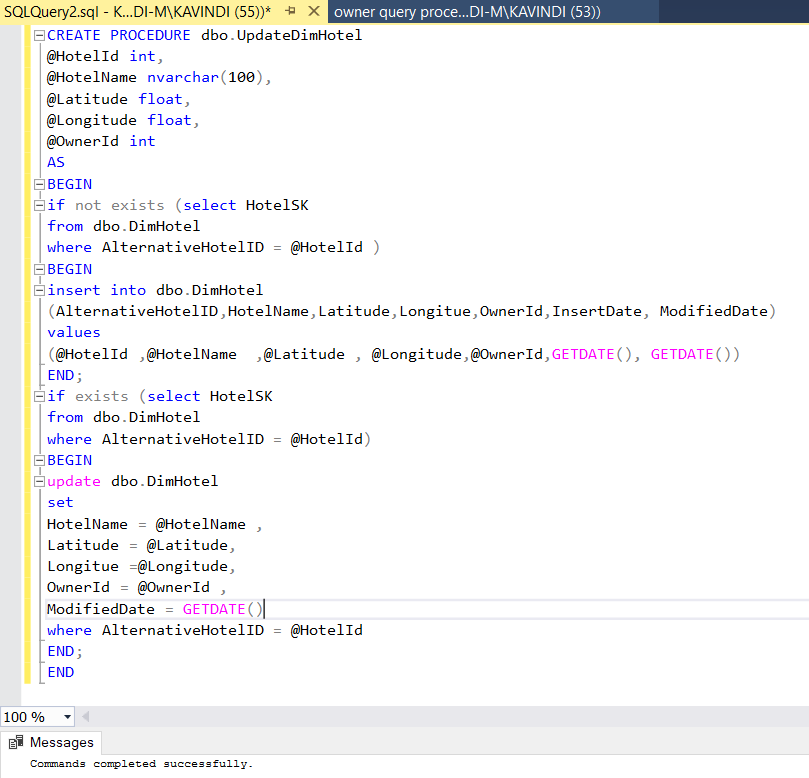 SQLQuery2.sql - K...DI-M\KAVINDI (55))* owner query proce...DI-M\KAVINDI (53))
CREATE PROCEDURE dbo.UpdateDimHotel
@HotelId int,
@HotelName nvarchar(100),
@Latitude float,
@Longitude float,
@OwnerId int
AS
BEGIN
if not exists (select HotelSK
from dbo.DimHotel
where AlternativeHotelID = @HotelId )
BEGIN
insert into dbo.DimHotel
(AlternativeHotelID,HotelName,Latitude,Longitue,OwnerId,InsertDate, ModifiedDate)
values
(@HotelId ,@HotelName  ,@Latitude , @Longitude,@OwnerId,GETDATE(), GETDATE())
END;
if exists (select HotelSK
from dbo.DimHotel
where AlternativeHotelID = @HotelId)
BEGIN
update dbo.DimHotel
set
HotelName = @HotelName ,
Latitude = @Latitude,
Longitue =@Longitude,
OwnerId = @OwnerId ,
ModifiedDate = GETDATE()
where AlternativeHotelID = @HotelId
END;
END
100 %
Messages
Commands completed successfully.